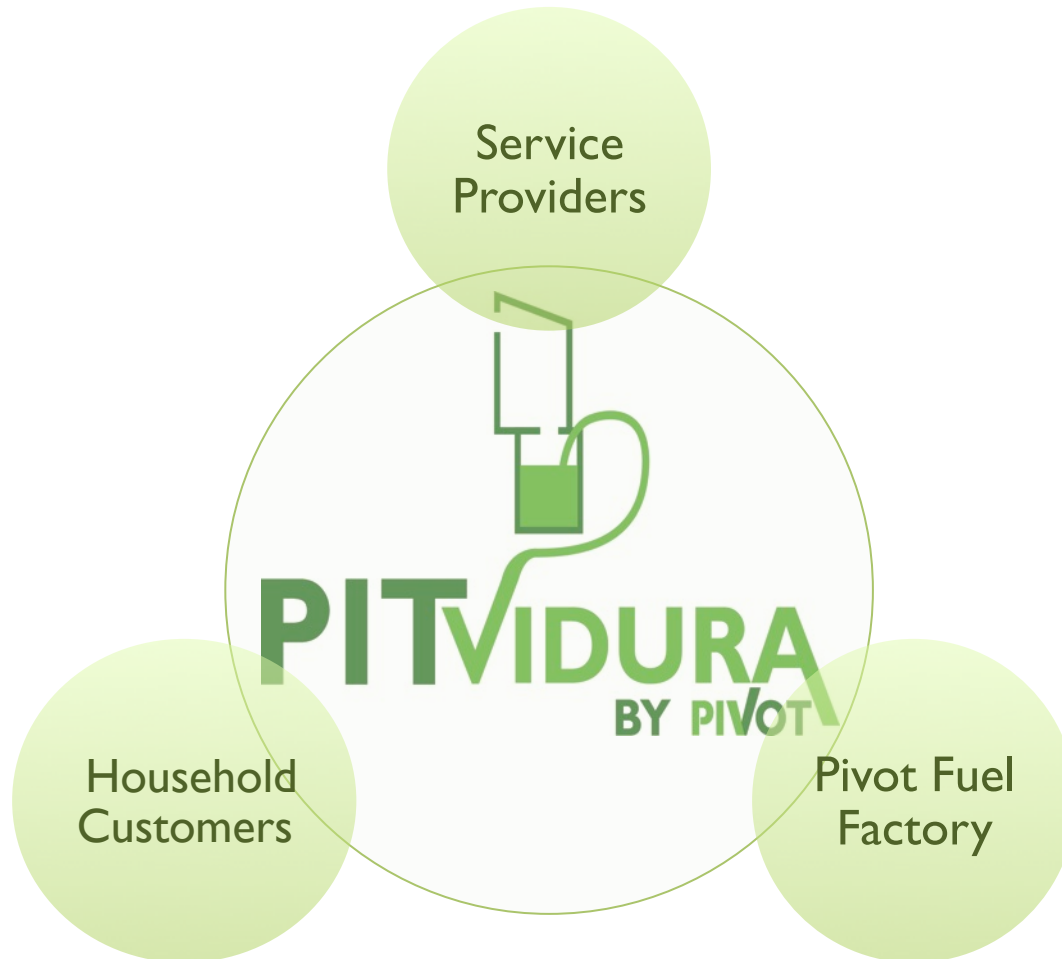 Service
Providers
PITVIDURA
BY PIVOT
Household
Customers
Pivot Fuel
Factory